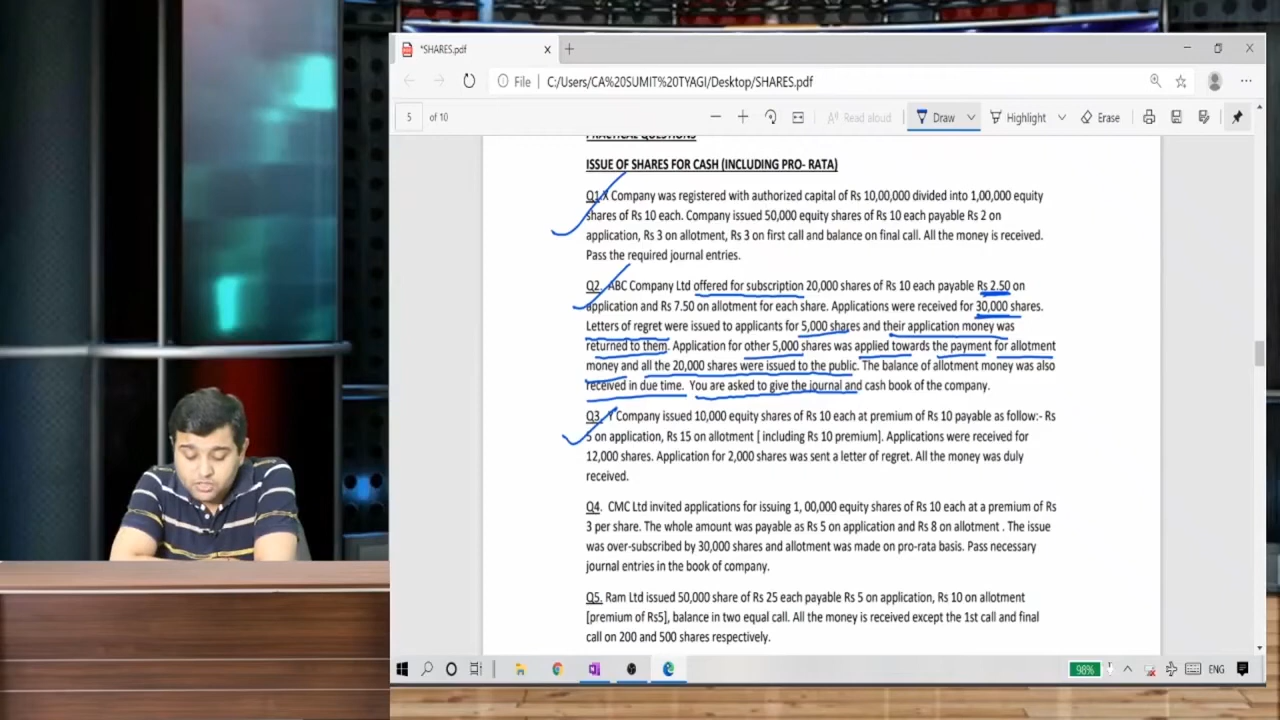 *SHARES.pdf
File
C:/Users/CA%20SUMIT%20TYAGI/Desktop/SHARES.pdf
5 of 10
Read aloud
Draw
Highlight
Erase
PRACTICAL QUESTIONS
ISSUE OF SHARES FOR CASH (INCLUDING PRO- RATA)
Q1.X Company was registered with authorized capital of Rs 10,00,000 divided into 1,00,000 equity
shares of Rs 10 each. Company issued 50,000 equity shares of Rs 10 each payable Rs 2 on
application, Rs 3 on allotment, Rs 3 on first call and balance on final call. All the money is received.
Pass the required journal entries.
Q2. ABC Company Ltd offered for subscription 20,000 shares of Rs 10 each payable Rs 2.50 on
application and Rs 7.50 on allotment for each share. Applications were received for 30,000 shares.
Letters of regret were issued to applicants for 5,000 shares and their application money was
returned to them. Application for other 5,000 shares was applied towards the payment for allotment
money and all the 20,000 shares were issued to the public. The balance of allotment money was also
received in due time. You are asked to give the journal and cash book of the company.
Q3. Y Company issued 10,000 equity shares of Rs 10 each at premium of Rs 10 payable as follow:- Rs
5 on application, Rs 15 on allotment [ including Rs 10 premium]. Applications were received for
12,000 shares. Application for 2,000 shares was sent a letter of regret. All the money was duly
received.
Q4. CMC Ltd invited applications for issuing 1, 00,000 equity shares of Rs 10 each at a premium of Rs
3 per share. The whole amount was payable as Rs 5 on application and Rs 8 on allotment . The issue
was over-subscribed by 30,000 shares and allotment was made on pro-rata basis. Pass necessary
journal entries in the book of company.
Q5. Ram Ltd issued 50,000 share of Rs 25 each payable Rs 5 on application, Rs 10 on allotment
[premium of Rs5], balance in two equal call. All the money is received except the 1st call and final
call on 200 and 500 shares respectively.
98%
ENG